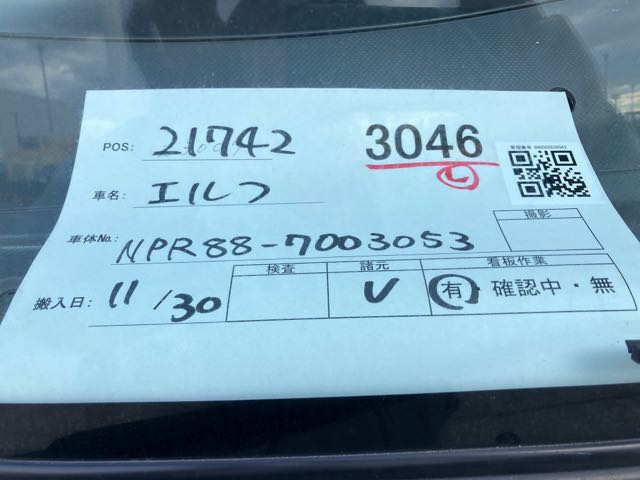 POS: 21742
3046
L
車名: エルフ
撮影
車体No.: NPR88-7003053
搬入日: 11/30
検査 諸元 看板作業
レ 有・確認中・無